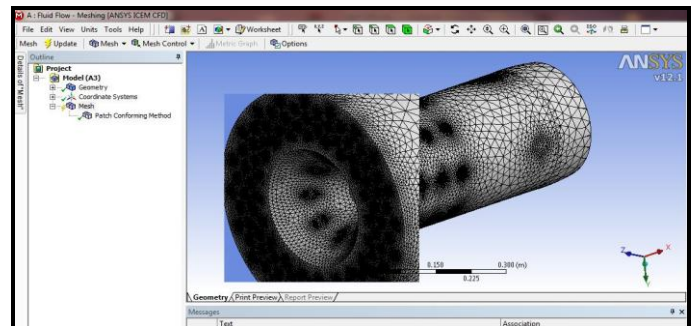 A : Fluid Flow - Meshing [ANSYS ICEM CFD]
File Edit View Units Tools Help
Worksheet
Mesh Update Mesh Mesh Control Metric Graph Options
Outline
Details of "Mesh"
Project
Model (A3)
Geometry
Coordinate Systems
Mesh
Patch Conforming Method
ANSYS
v12.1
0.150 0.300 (m)
0.225
Z X
Y
Geometry Print Preview Report Preview
Messages
Text Association